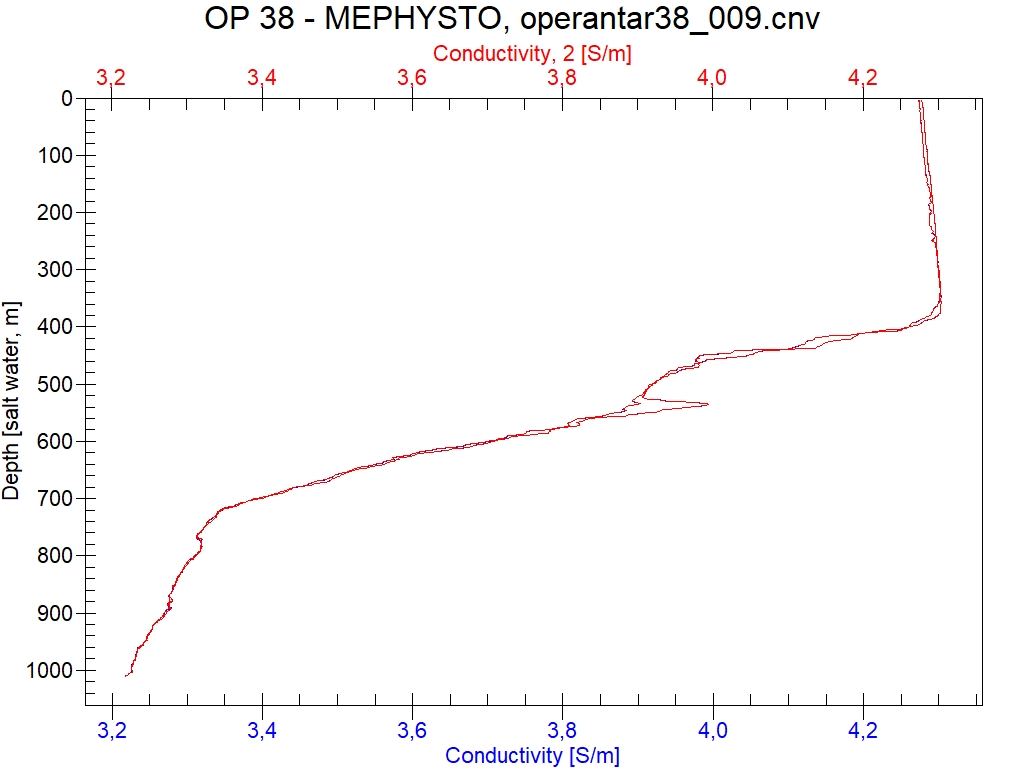 OP 38 - MEPHYSTO, operantar38_009.cnv
Conductivity, 2 [S/m]
3,2 3,4 3,6 3,8 4,0 4,2
0
100
200
300
400
500
600
700
800
900
1000
Depth [salt water, m]
3,2 3,4 3,6 3,8 4,0 4,2
Conductivity [S/m]